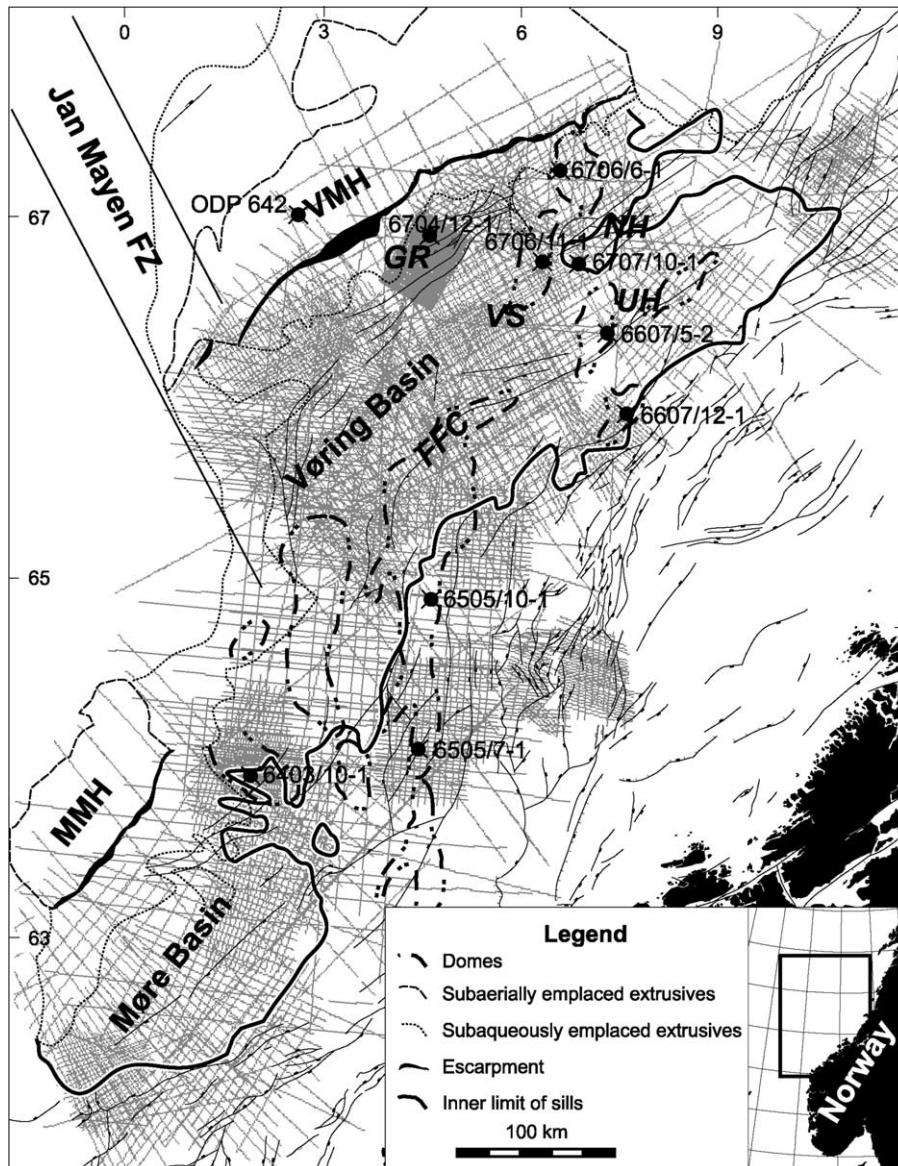 0 3 6 9
Jan Mayen FZ
6706/6-1
ODP 642
VMH
67
6704/12-1
NH
6706/11-1
GR
6707/10-1
VS
UH
6607/5-2
Vøring Basin
FFC
6607/12-1
65
6505/10-1
6505/7-1
6403/10-1
MMH
63
Møre Basin
Legend
Domes
Subaerially emplaced extrusives
Subaqueously emplaced extrusives
Escarpment
Inner limit of sills
100 km
Norway